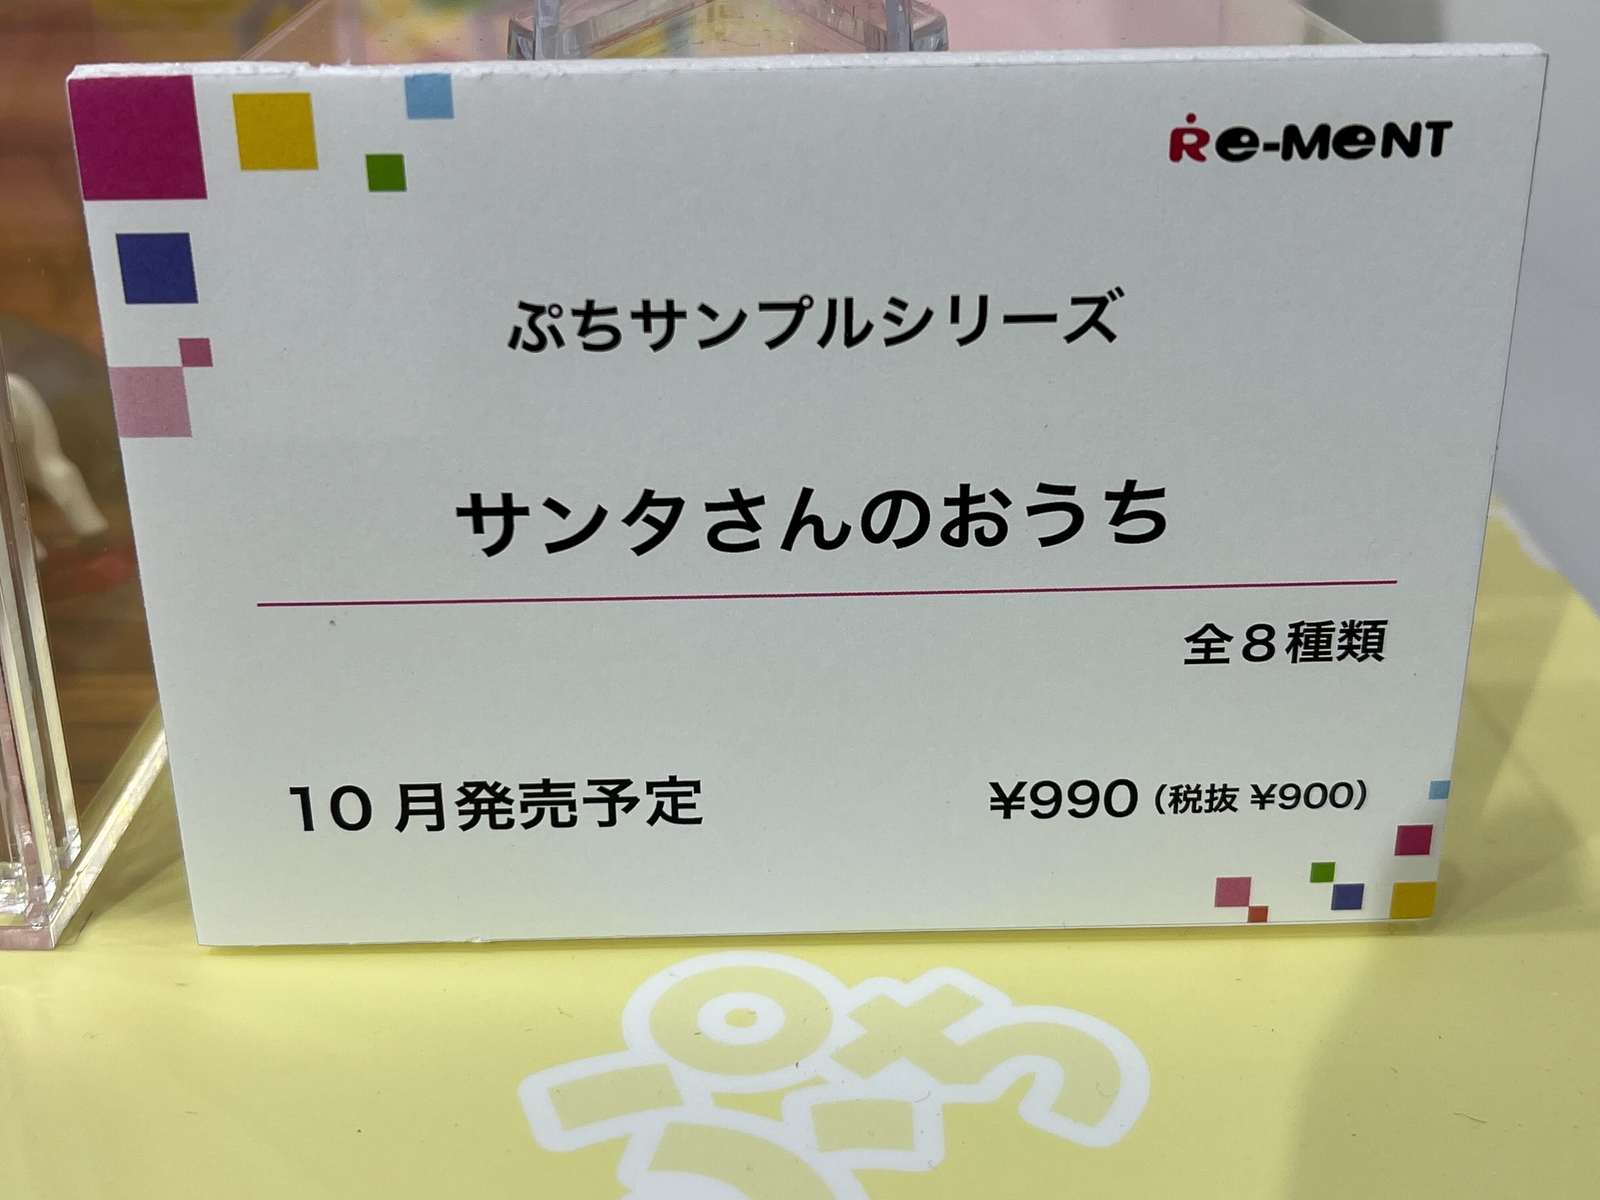 Re-MeNT
ぷちサンプルシリーズ
サンタさんのおうち
全8種類
10月発売予定
¥990（税抜 ¥900）